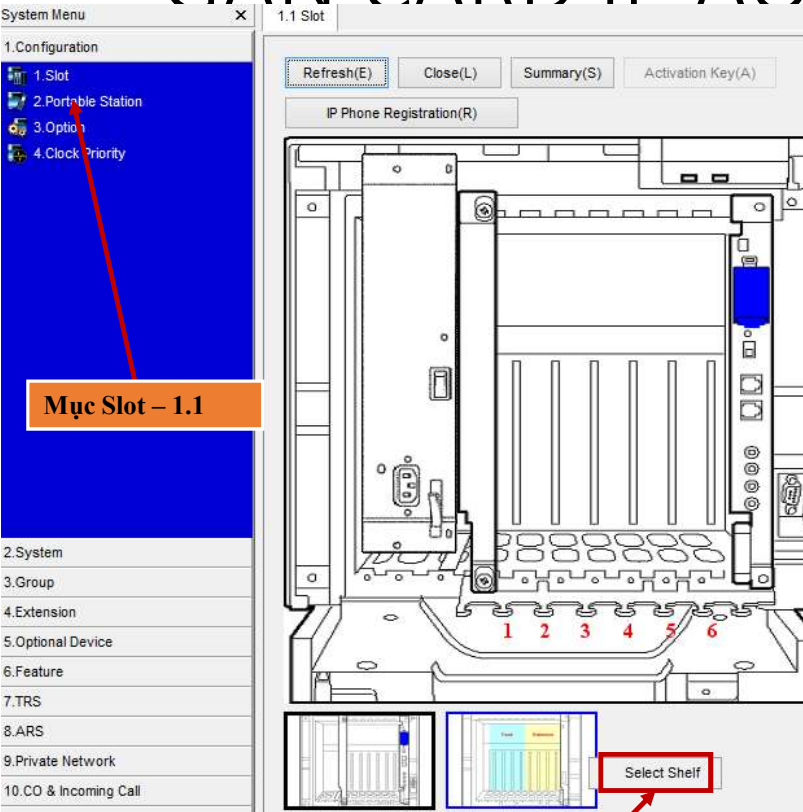 System Menu X
1.1 Slot
1.Configuration
1.Slot
2.Portable Station
3.Option
4.Clock Priority
Refresh(E) Close(L) Summary(S) Activation Key(A)
IP Phone Registration(R)
Mục Slot – 1.1
1 2 3 4 5 6
2.System
3.Group
4.Extension
5.Optional Device
6.Feature
7.TRS
8.ARS
9.Private Network
10.CO & Incoming Call
Select Shelf